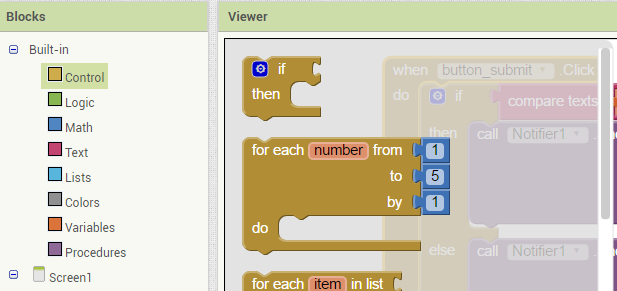 Blocks
Built-in
Control
Logic
Math
Text
Lists
Colors
Variables
Procedures
Screen1
Viewer
if
then
for each number from 1
to 5
by 1
do
for each item in list
when button_submit .Click
do if compare texts
then call Notifier1 .
else call Notifier1 .